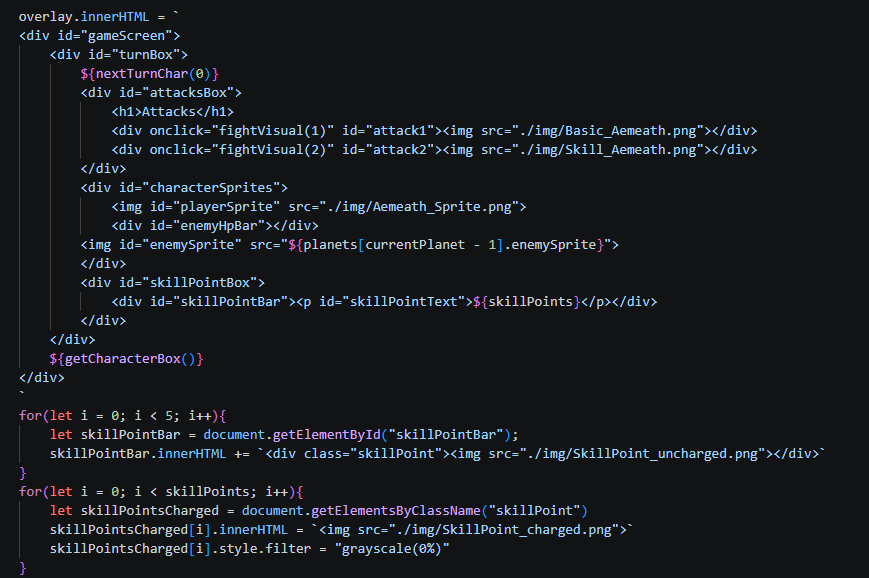 overlay.innerHTML = `
<div id="gameScreen">
    <div id="turnBox">
        ${nextTurnChar(0)}
        <div id="attacksBox">
            <h1>Attacks</h1>
            <div onclick="fightVisual(1)" id="attack1"><img src="./img/Basic_Aemeath.png"></div>
            <div onclick="fightVisual(2)" id="attack2"><img src="./img/Skill_Aemeath.png"></div>
        </div>
        <div id="characterSprites">
            <img id="playerSprite" src="./img/Aemeath_Sprite.png">
            <div id="enemyHpBar"></div>
        <img id="enemySprite" src="${planets[currentPlanet - 1].enemySprite}">
        </div>
        <div id="skillPointBox">
            <div id="skillPointBar"><p id="skillPointText">${skillPoints}</p></div>
        </div>
    </div>
    ${getCharacterBox()}
</div>
`
for(let i = 0; i < 5; i++){
    let skillPointBar = document.getElementById("skillPointBar");
    skillPointBar.innerHTML += `<div class="skillPoint"><img src="./img/SkillPoint_uncharged.png"></div>`
}
for(let i = 0; i < skillPoints; i++){
    let skillPointsCharged = document.getElementsByClassName("skillPoint")
    skillPointsCharged[i].innerHTML = `<img src="./img/SkillPoint_charged.png">`
    skillPointsCharged[i].style.filter = "grayscale(0%)"
}